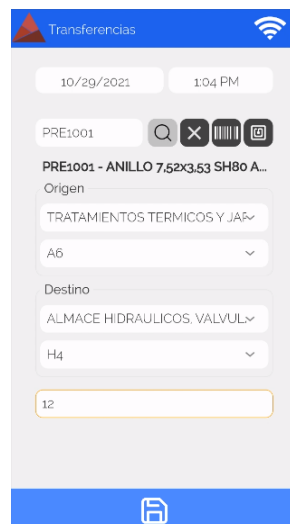 Transferencias
10/29/2021 1:04 PM
PRE1001
PRE1001 - ANILLO 7,52x3,53 SH80 A...
Origen
TRATAMIENTOS TERMICOS Y JAR
A6
Destino
ALMACE HIDRAULICOS, VALVUL
H4
12